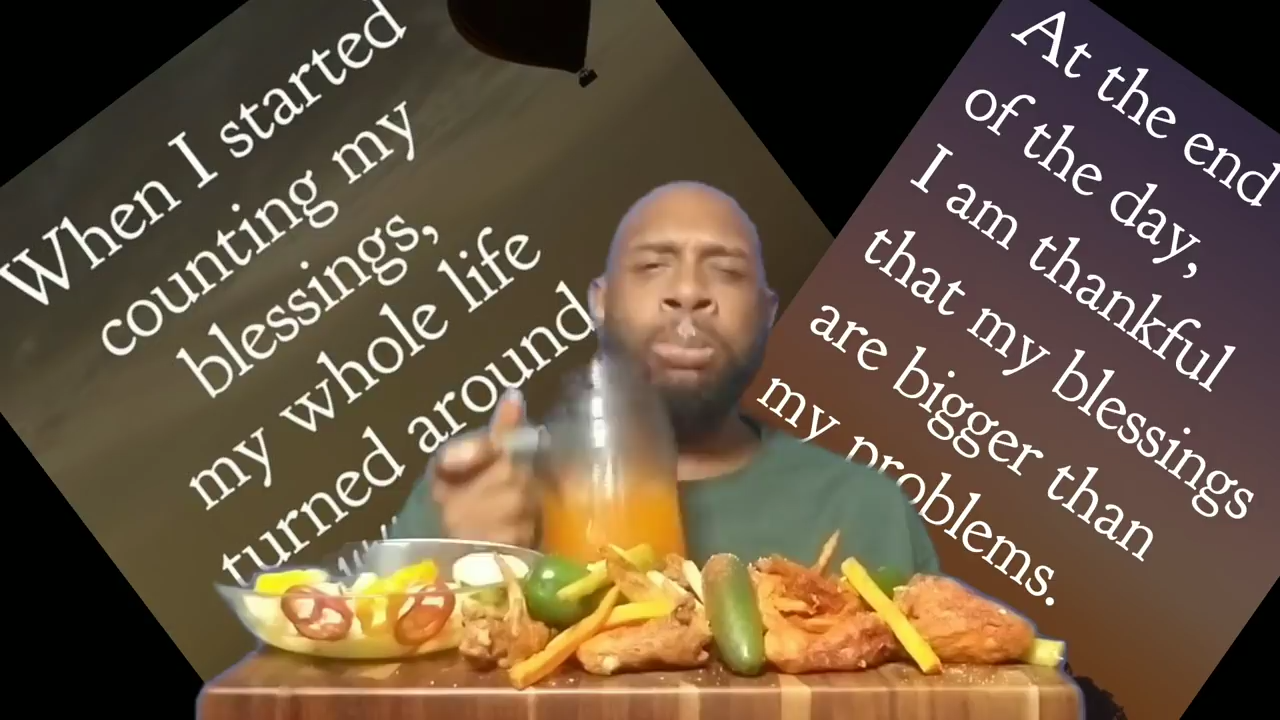 When I started
counting my
blessings,
my whole life
turned around.
At the end
of the day,
I am thankful
that my blessings
are bigger than
my problems.